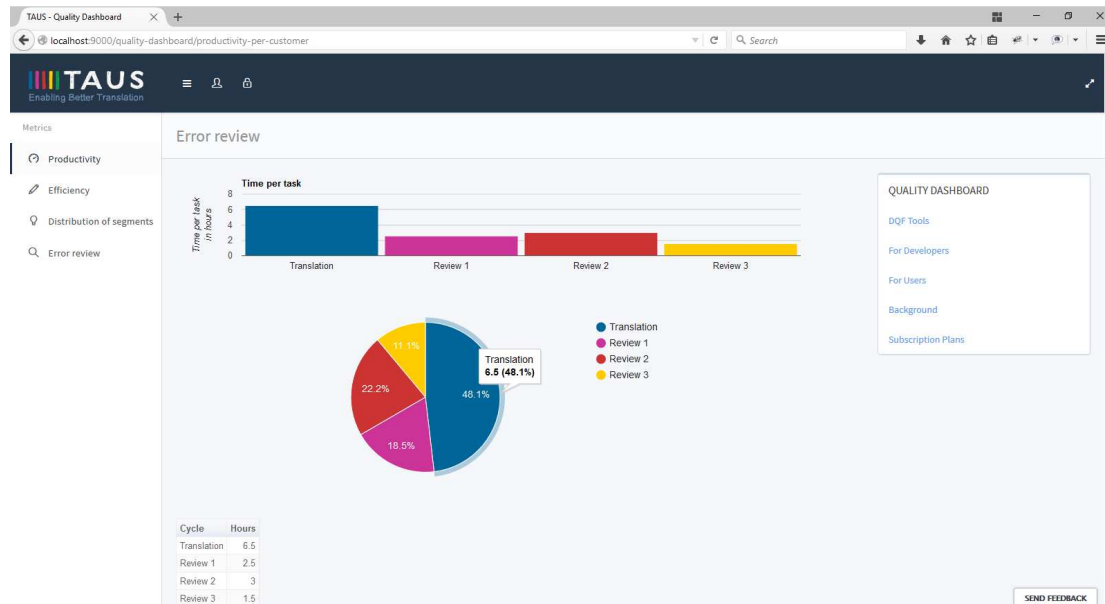 TAUS - Quality Dashboard
localhost:9000/quality-dashboard/productivity-per-customer
Search
TAUS
Enabling Better Translation
Metrics
Productivity
Efficiency
Distribution of segments
Error review
Error review
Time per task
Time per task
in hours
8
6
4
2
0
Translation
Review 1
Review 2
Review 3
11.1%
22.2%
18.5%
48.1%
Translation
6.5 (48.1%)
Translation
Review 1
Review 2
Review 3
Cycle Hours
Translation 6.5
Review 1 2.5
Review 2 3
Review 3 1.5
QUALITY DASHBOARD
DQF Tools
For Developers
For Users
Background
Subscription Plans
SEND FEEDBACK